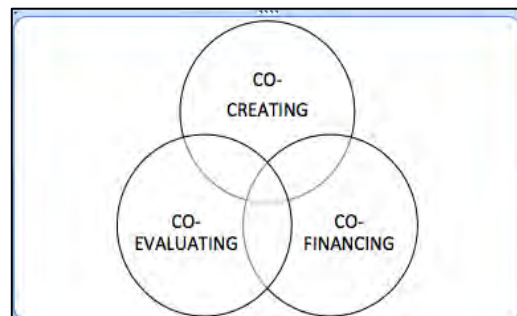 CO-
CREATING
CO-
EVALUATING
CO-
FINANCING